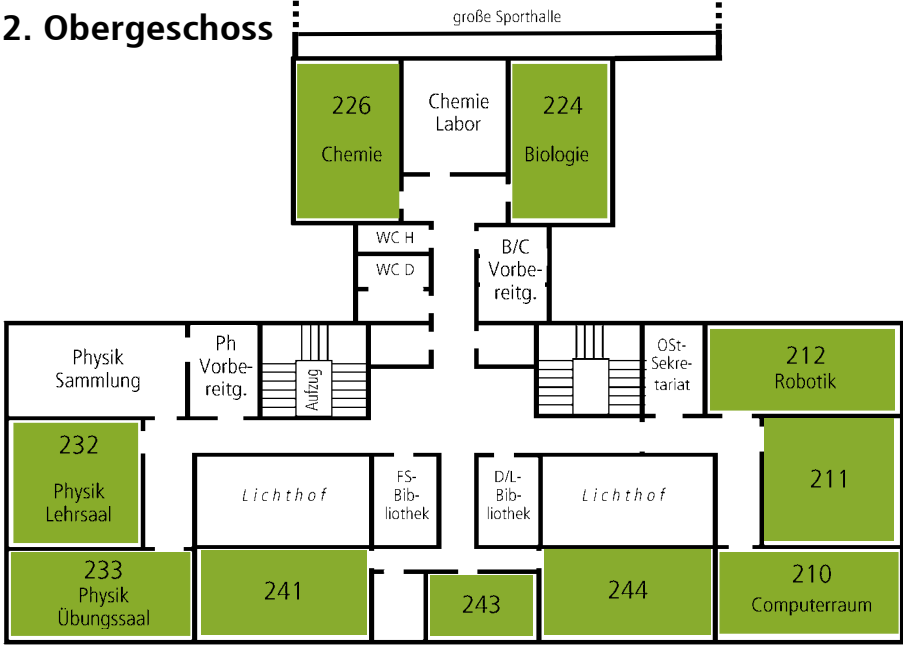 große Sporthalle
2. Obergeschoss
226
Chemie
Chemie
Labor
224
Biologie
WC H
WC D
B/C
Vorbe-
reitg.
Physik
Sammlung
Ph
Vorbe-
reitg.
Aufzug
OSt-
Sekre-
tariat
212
Robotik
232
Physik
Lehrsaal
Lichthof
FS-
Bib-
liothek
D/L-
Bib-
liothek
Lichthof
211
233
Physik
Übungssaal
241
243
244
210
Computerraum